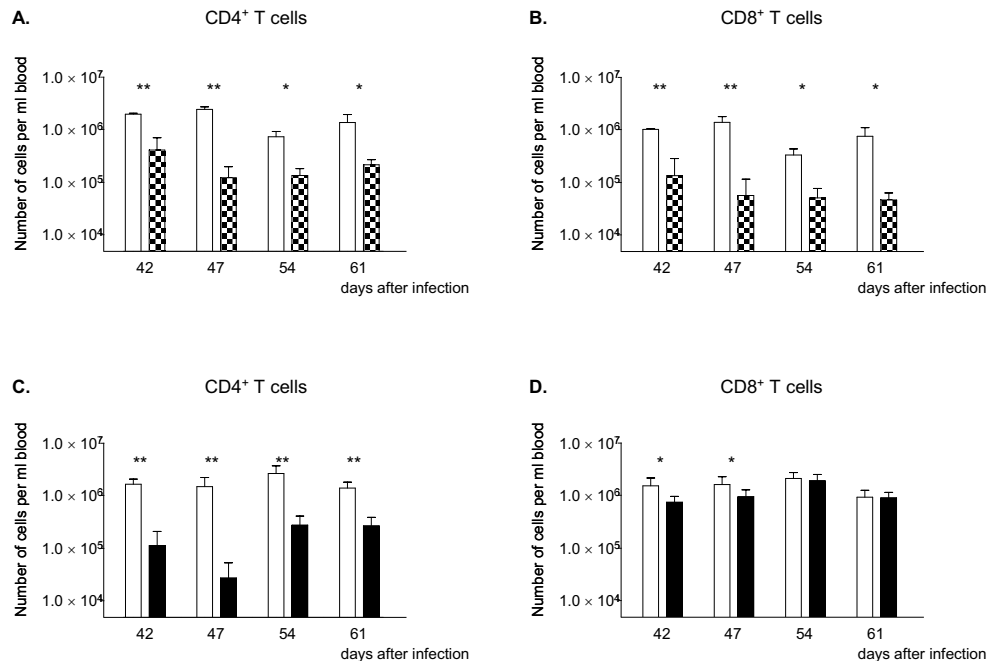 A.
CD4⁺ T cells
Number of cells per ml blood
1.0 × 10⁷
1.0 × 10⁶
1.0 × 10⁵
1.0 × 10⁴
** ** * *
42 47 54 61
days after infection
B.
CD8⁺ T cells
Number of cells per ml blood
1.0 × 10⁷
1.0 × 10⁶
1.0 × 10⁵
1.0 × 10⁴
** ** * *
42 47 54 61
days after infection
C.
CD4⁺ T cells
Number of cells per ml blood
1.0 × 10⁷
1.0 × 10⁶
1.0 × 10⁵
1.0 × 10⁴
** ** ** **
42 47 54 61
days after infection
D.
CD8⁺ T cells
Number of cells per ml blood
1.0 × 10⁷
1.0 × 10⁶
1.0 × 10⁵
1.0 × 10⁴
* *
42 47 54 61
days after infection